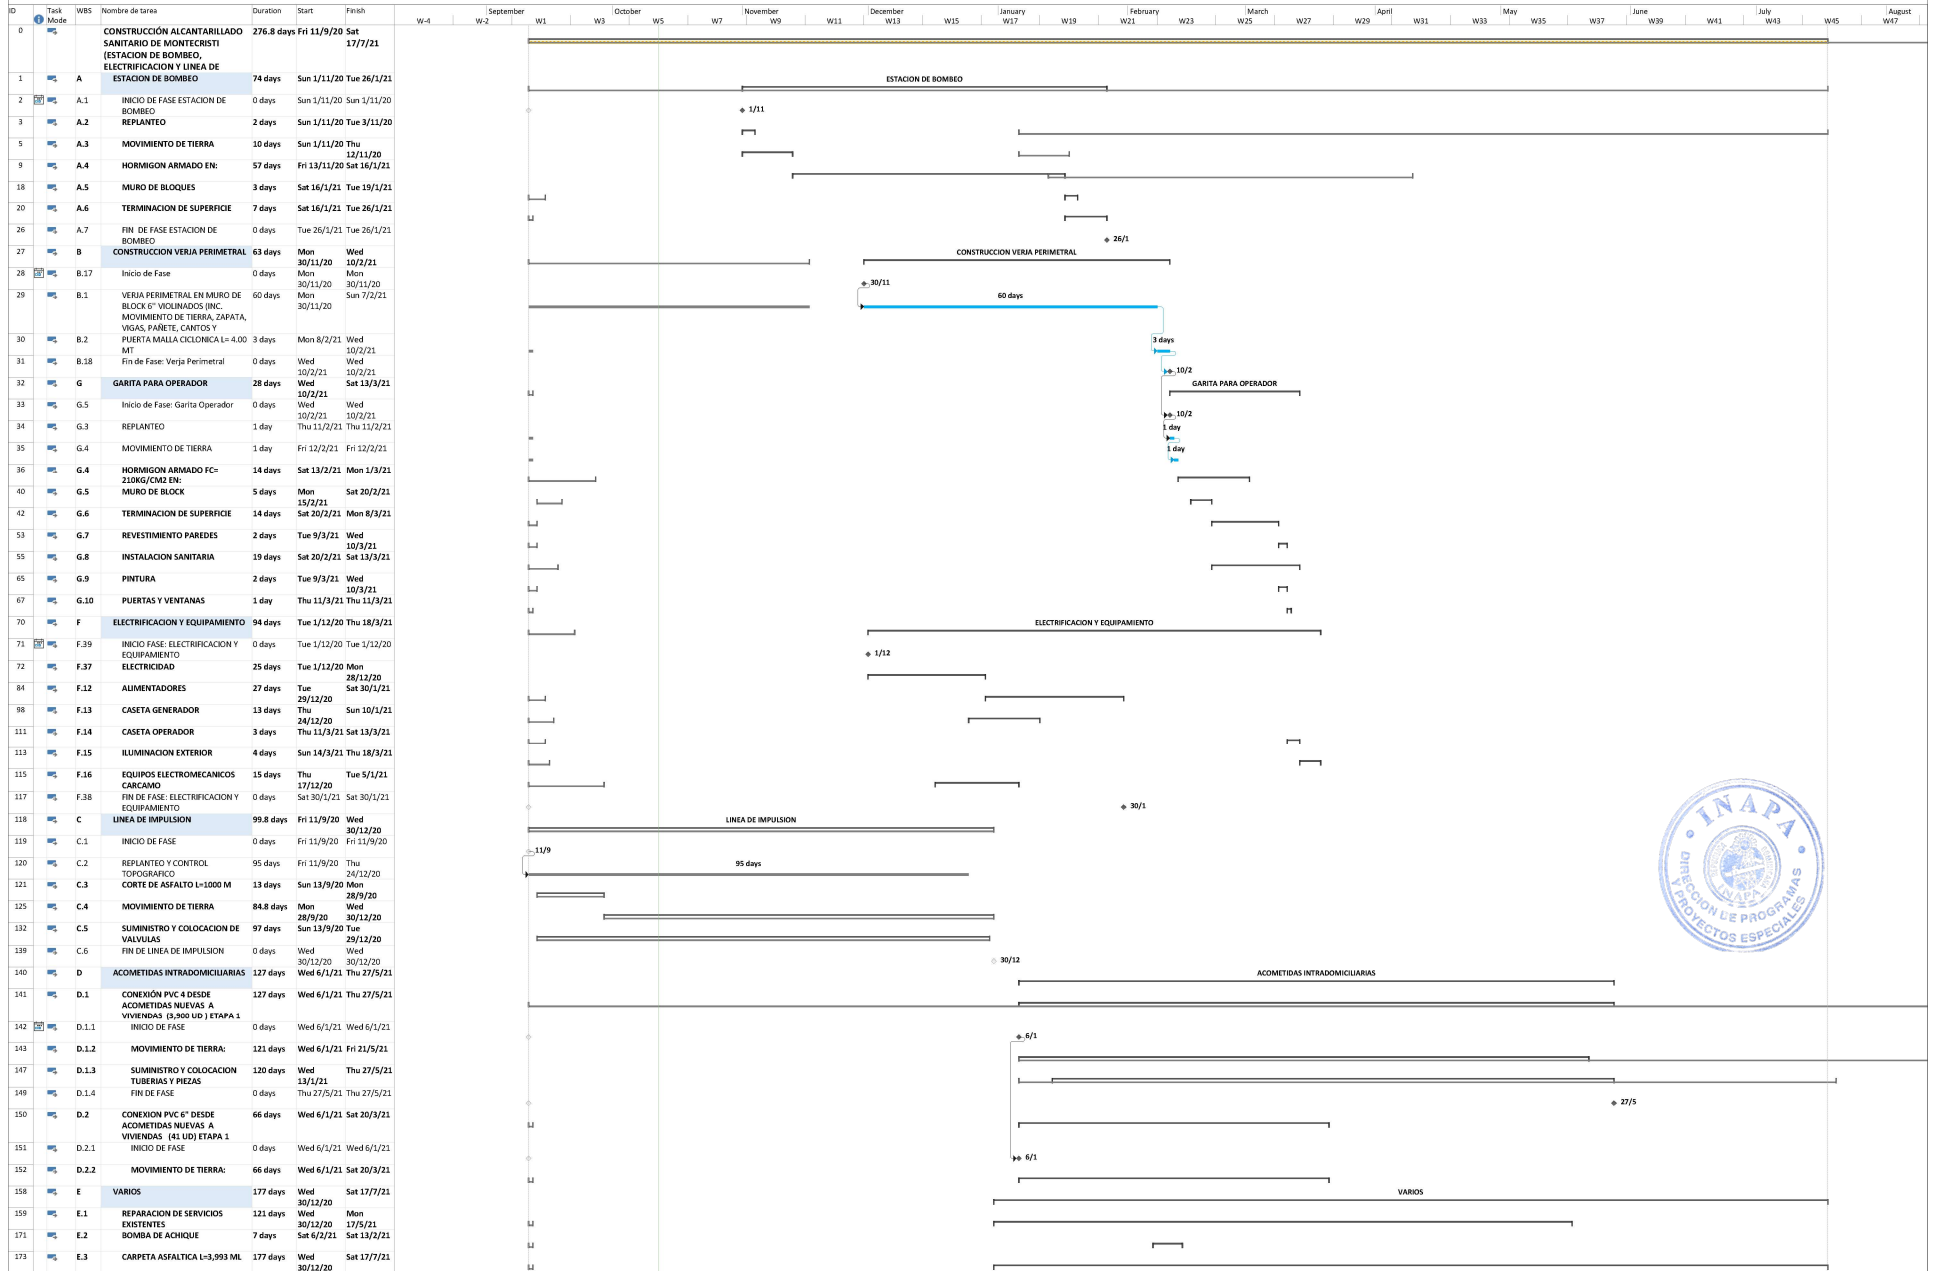 ID Task Mode WBS Nombre de tarea Duration Start Finish
September October November December January February March April May June July August
W-4 W-2 W1 W3 W5 W7 W9 W11 W13 W15 W17 W19 W21 W23 W25 W27 W29 W31 W33 W35 W37 W39 W41 W43 W45 W47
0 CONSTRUCCIÓN ALCANTARILLADO 276.8 days Fri 11/9/20 Sat
SANITARIO DE MONTECRISTI 17/7/21
(ESTACION DE BOMBEO,
ELECTRIFICACION Y LINEA DE
1 A ESTACION DE BOMBEO 74 days Sun 1/11/20 Tue 26/1/21 ESTACION DE BOMBEO
2 A.1 INICIO DE FASE ESTACION DE 0 days Sun 1/11/20 Sun 1/11/20
BOMBEO 1/11
3 A.2 REPLANTEO 2 days Sun 1/11/20 Tue 3/11/20
5 A.3 MOVIMIENTO DE TIERRA 10 days Sun 1/11/20 Thu
12/11/20
9 A.4 HORMIGON ARMADO EN: 57 days Fri 13/11/20 Sat 16/1/21
18 A.5 MURO DE BLOQUES 3 days Sat 16/1/21 Tue 19/1/21
20 A.6 TERMINACION DE SUPERFICIE 7 days Sat 16/1/21 Tue 26/1/21
26 A.7 FIN DE FASE ESTACION DE 0 days Tue 26/1/21 Tue 26/1/21
BOMBEO 26/1
27 B CONSTRUCCION VERJA PERIMETRAL 63 days Mon Wed CONSTRUCCION VERJA PERIMETRAL
30/11/20 10/2/21
28 B.17 Inicio de Fase 0 days Mon Mon
30/11/20 30/11/20 30/11
29 B.1 VERJA PERIMETRAL EN MURO DE 60 days Mon Sun 7/2/21 60 days
BLOCK 6" VIOLINADOS (INC. 30/11/20
MOVIMIENTO DE TIERRA, ZAPATA,
VIGAS, PAÑETE, CANTOS Y
30 B.2 PUERTA MALLA CICLONICA L= 4.00 3 days Mon 8/2/21 Wed 3 days
MT 10/2/21
31 B.18 Fin de Fase: Verja Perimetral 0 days Wed Wed
10/2/21 10/2/21 10/2
32 G GARITA PARA OPERADOR 28 days Wed Sat 13/3/21 GARITA PARA OPERADOR
10/2/21
33 G.5 Inicio de Fase: Garita Operador 0 days Wed Wed
10/2/21 10/2/21 10/2
34 G.3 REPLANTEO 1 day Thu 11/2/21 Thu 11/2/21 1 day
35 G.4 MOVIMIENTO DE TIERRA 1 day Fri 12/2/21 Fri 12/2/21 1 day
36 G.4 HORMIGON ARMADO FC= 14 days Sat 13/2/21 Mon 1/3/21
210KG/CM2 EN:
40 G.5 MURO DE BLOCK 5 days Mon Sat 20/2/21
15/2/21
42 G.6 TERMINACION DE SUPERFICIE 14 days Sat 20/2/21 Mon 8/3/21
53 G.7 REVESTIMIENTO PAREDES 2 days Tue 9/3/21 Wed
10/3/21
55 G.8 INSTALACION SANITARIA 19 days Sat 20/2/21 Sat 13/3/21
65 G.9 PINTURA 2 days Tue 9/3/21 Wed
10/3/21
67 G.10 PUERTAS Y VENTANAS 1 day Thu 11/3/21 Thu 11/3/21
70 F ELECTRIFICACION Y EQUIPAMIENTO 94 days Tue 1/12/20 Thu 18/3/21 ELECTRIFICACION Y EQUIPAMIENTO
71 F.39 INICIO FASE: ELECTRIFICACION Y 0 days Tue 1/12/20 Tue 1/12/20
EQUIPAMIENTO 1/12
72 F.37 ELECTRICIDAD 25 days Tue 1/12/20 Mon
28/12/20
84 F.12 ALIMENTADORES 27 days Tue Sat 30/1/21
29/12/20
98 F.13 CASETA GENERADOR 13 days Thu Sun 10/1/21
24/12/20
111 F.14 CASETA OPERADOR 3 days Thu 11/3/21 Sat 13/3/21
113 F.15 ILUMINACION EXTERIOR 4 days Sun 14/3/21 Thu 18/3/21
115 F.16 EQUIPOS ELECTROMECANICOS 15 days Thu Tue 5/1/21
CARCAMO 17/12/20
117 F.38 FIN DE FASE: ELECTRIFICACION Y 0 days Sat 30/1/21 Sat 30/1/21
EQUIPAMIENTO 30/1
118 C LINEA DE IMPULSION 99.8 days Fri 11/9/20 Wed LINEA DE IMPULSION
30/12/20
119 C.1 INICIO DE FASE 0 days Fri 11/9/20 Fri 11/9/20
11/9
120 C.2 REPLANTEO Y CONTROL 95 days Fri 11/9/20 Thu 95 days
TOPOGRAFICO 24/12/20
121 C.3 CORTE DE ASFALTO L=1000 M 13 days Sun 13/9/20 Mon
28/9/20
125 C.4 MOVIMIENTO DE TIERRA 84.8 days Mon Wed
28/9/20 30/12/20
132 C.5 SUMINISTRO Y COLOCACION DE 97 days Sun 13/9/20 Tue
VALVULAS 29/12/20
139 C.6 FIN DE LINEA DE IMPULSION 0 days Wed Wed
30/12/20 30/12/20 30/12
140 D ACOMETIDAS INTRADOMICILIARIAS 127 days Wed 6/1/21 Thu 27/5/21 ACOMETIDAS INTRADOMICILIARIAS
141 D.1 CONEXIÓN PVC 4 DESDE 127 days Wed 6/1/21 Thu 27/5/21
ACOMETIDAS NUEVAS A
VIVIENDAS (3,900 UD ) ETAPA 1
142 D.1.1 INICIO DE FASE 0 days Wed 6/1/21 Wed 6/1/21
6/1
143 D.1.2 MOVIMIENTO DE TIERRA: 121 days Wed 6/1/21 Fri 21/5/21
147 D.1.3 SUMINISTRO Y COLOCACION 120 days Wed Thu 27/5/21
TUBERIAS Y PIEZAS 13/1/21
149 D.1.4 FIN DE FASE 0 days Thu 27/5/21 Thu 27/5/21
27/5
150 D.2 CONEXION PVC 6" DESDE 66 days Wed 6/1/21 Sat 20/3/21
ACOMETIDAS NUEVAS A
VIVIENDAS (41 UD) ETAPA 1
151 D.2.1 INICIO DE FASE 0 days Wed 6/1/21 Wed 6/1/21
6/1
152 D.2.2 MOVIMIENTO DE TIERRA: 66 days Wed 6/1/21 Sat 20/3/21
158 E VARIOS 177 days Wed Sat 17/7/21 VARIOS
30/12/20
159 E.1 REPARACION DE SERVICIOS 121 days Wed Mon
EXISTENTES 30/12/20 17/5/21
171 E.2 BOMBA DE ACHIQUE 7 days Sat 6/2/21 Sat 13/2/21
173 E.3 CARPETA ASFALTICA L=3,993 ML 177 days Wed Sat 17/7/21
30/12/20
INAPA
INAPA
DIRECCION DE PROGRAMAS
Y PROYECTOS ESPECIALES